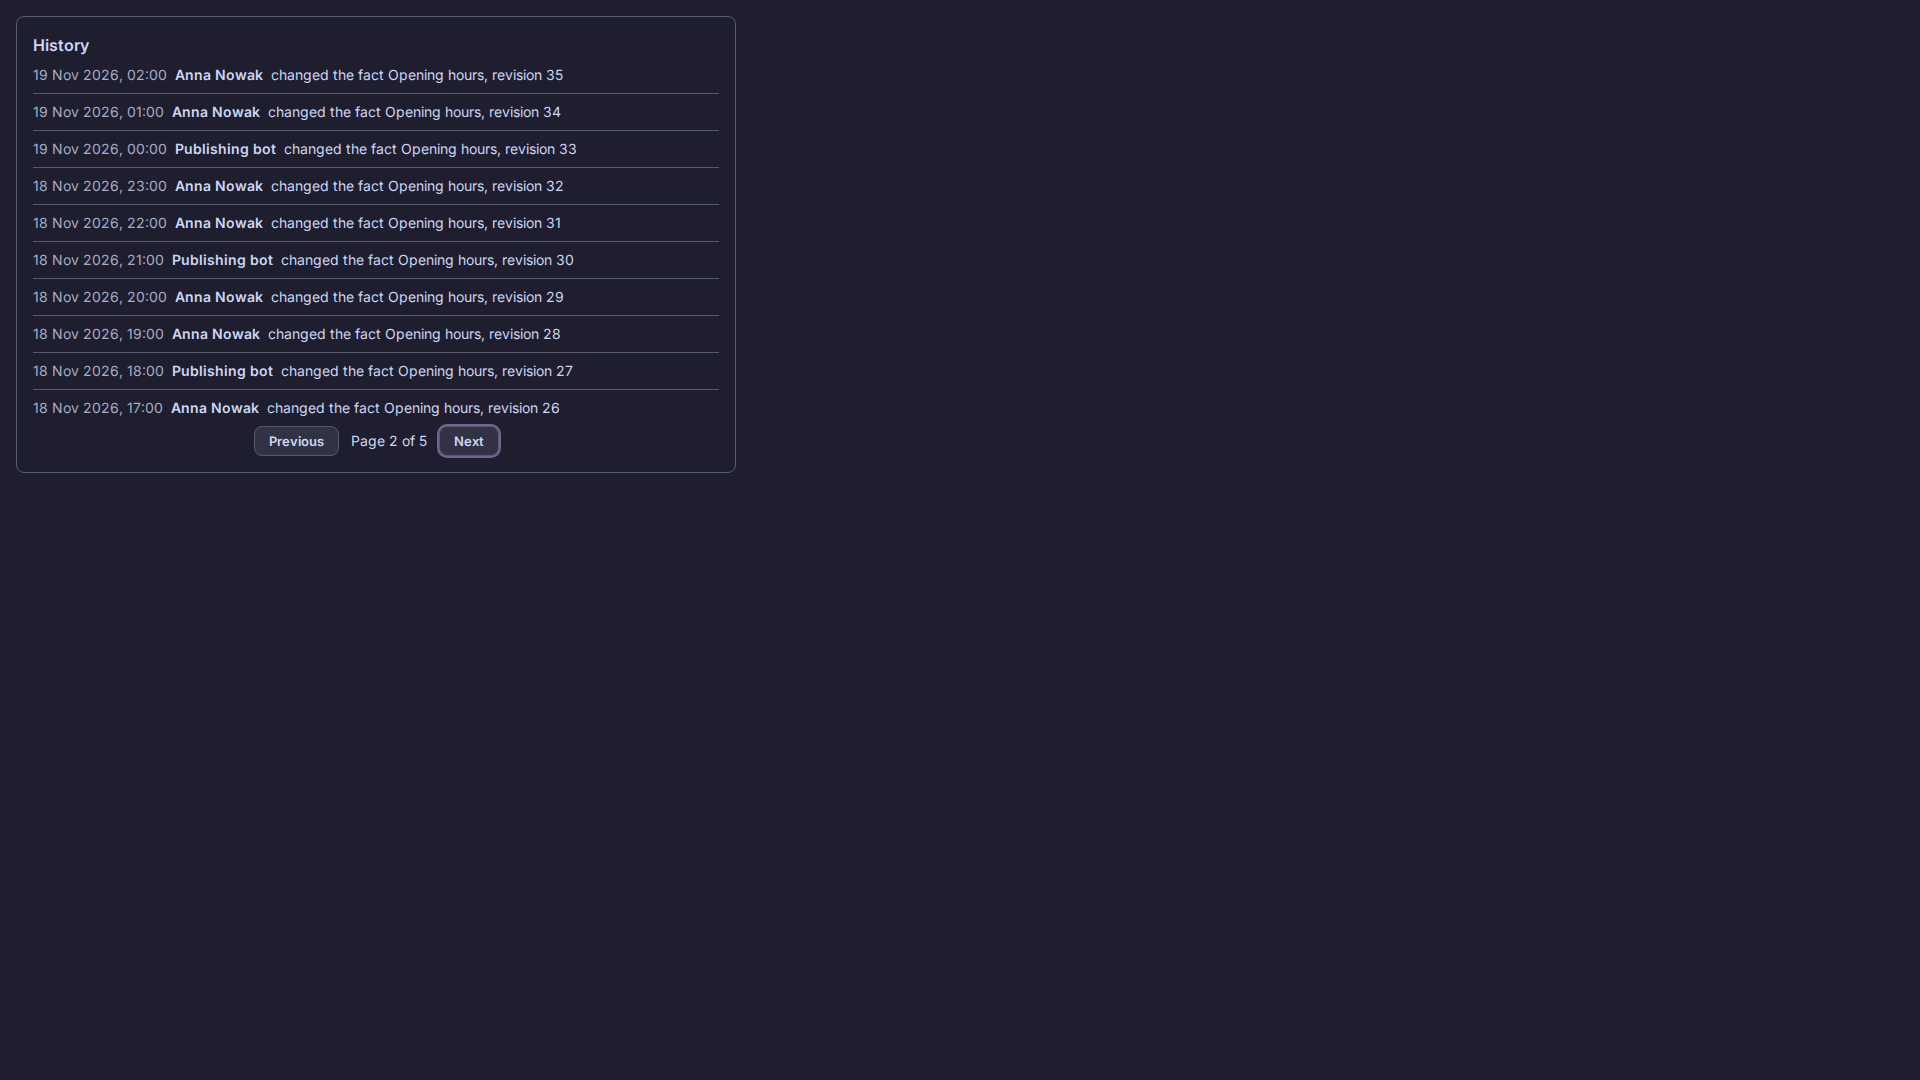 History
19 Nov 2026, 02:00 Anna Nowak changed the fact Opening hours, revision 35
19 Nov 2026, 01:00 Anna Nowak changed the fact Opening hours, revision 34
19 Nov 2026, 00:00 Publishing bot changed the fact Opening hours, revision 33
18 Nov 2026, 23:00 Anna Nowak changed the fact Opening hours, revision 32
18 Nov 2026, 22:00 Anna Nowak changed the fact Opening hours, revision 31
18 Nov 2026, 21:00 Publishing bot changed the fact Opening hours, revision 30
18 Nov 2026, 20:00 Anna Nowak changed the fact Opening hours, revision 29
18 Nov 2026, 19:00 Anna Nowak changed the fact Opening hours, revision 28
18 Nov 2026, 18:00 Publishing bot changed the fact Opening hours, revision 27
18 Nov 2026, 17:00 Anna Nowak changed the fact Opening hours, revision 26
Previous Page 2 of 5 Next